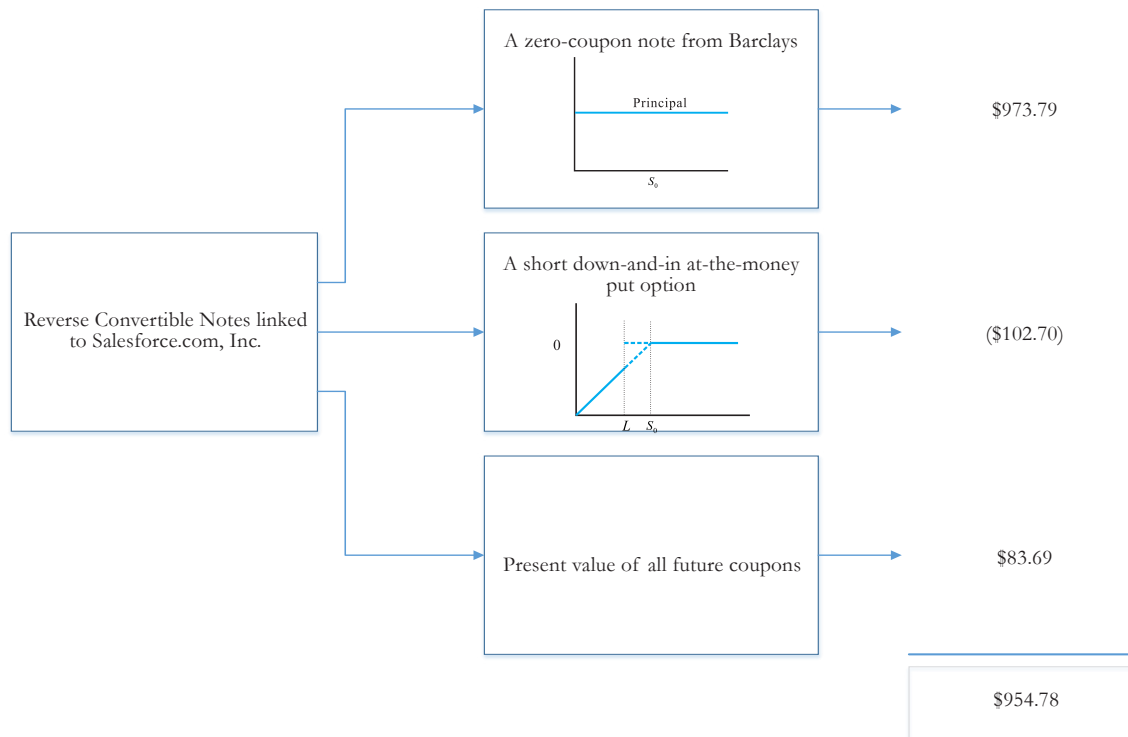 A zero-coupon note from Barclays
Principal
S₀
$973.79
Reverse Convertible Notes linked
to Salesforce.com, Inc.
A short down-and-in at-the-money
put option
0
L S₀
($102.70)
Present value of all future coupons
$83.69
$954.78